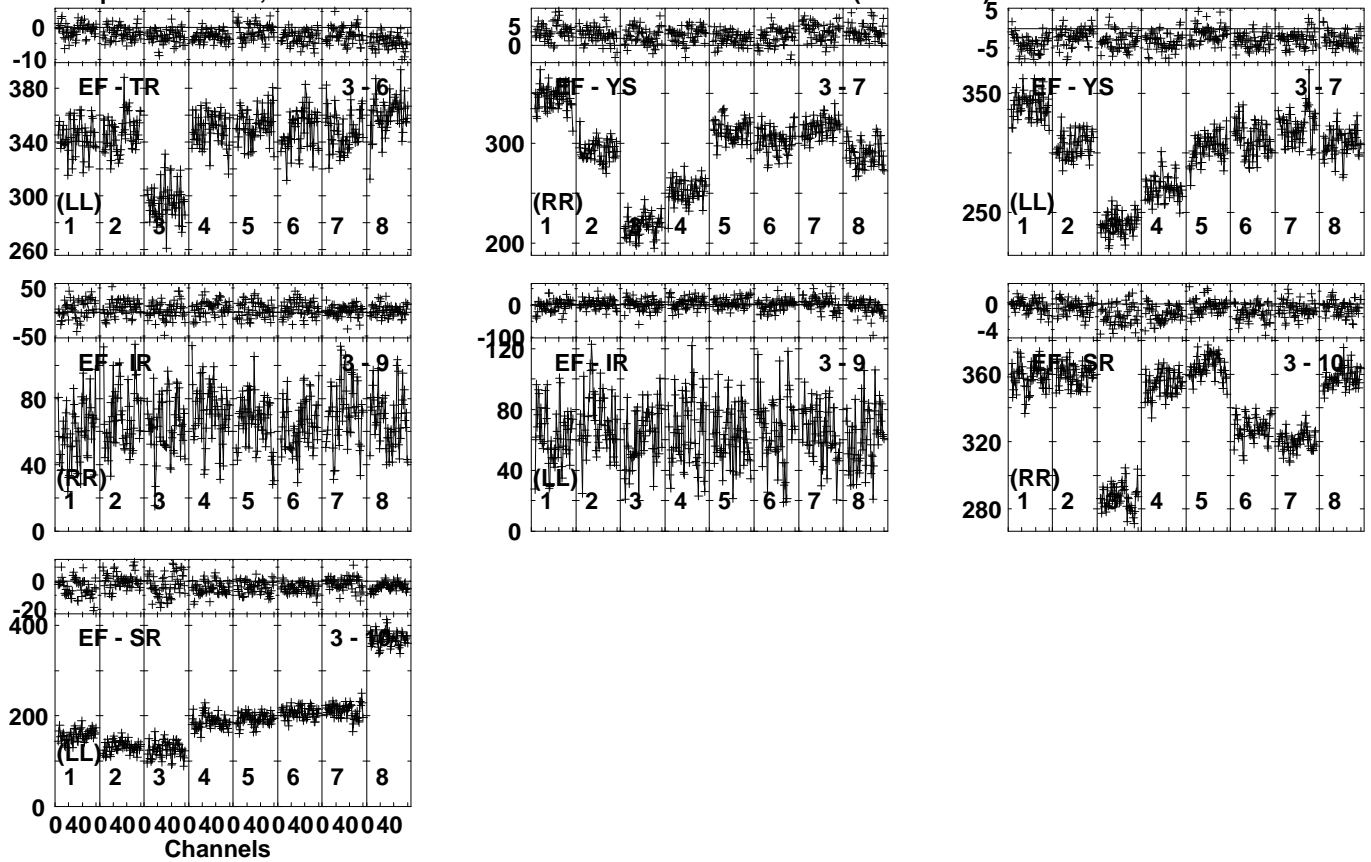 0
-10
380
340
300
260
EF - TR 3 - 6
(LL)
1 2 3 4 5 6 7 8
5
0
300
200
EF - YS 3 - 7
(RR)
1 2 3 4 5 6 7 8
5
-5
350
250
EF - YS 3 - 7
(LL)
1 2 3 4 5 6 7 8
50
-50
80
40
0
EF - IR 3 - 9
(RR)
1 2 3 4 5 6 7 8
0
-100
120
80
40
0
EF - IR 3 - 9
(LL)
1 2 3 4 5 6 7 8
0
-4
360
320
280
EF - SR 3 - 10
(RR)
1 2 3 4 5 6 7 8
0
-20
400
200
0
EF - SR 3 - 10
(LL)
1 2 3 4 5 6 7 8
0 40 0 40 0 40 0 40 0 40 0 40 0 40 0 40
Channels